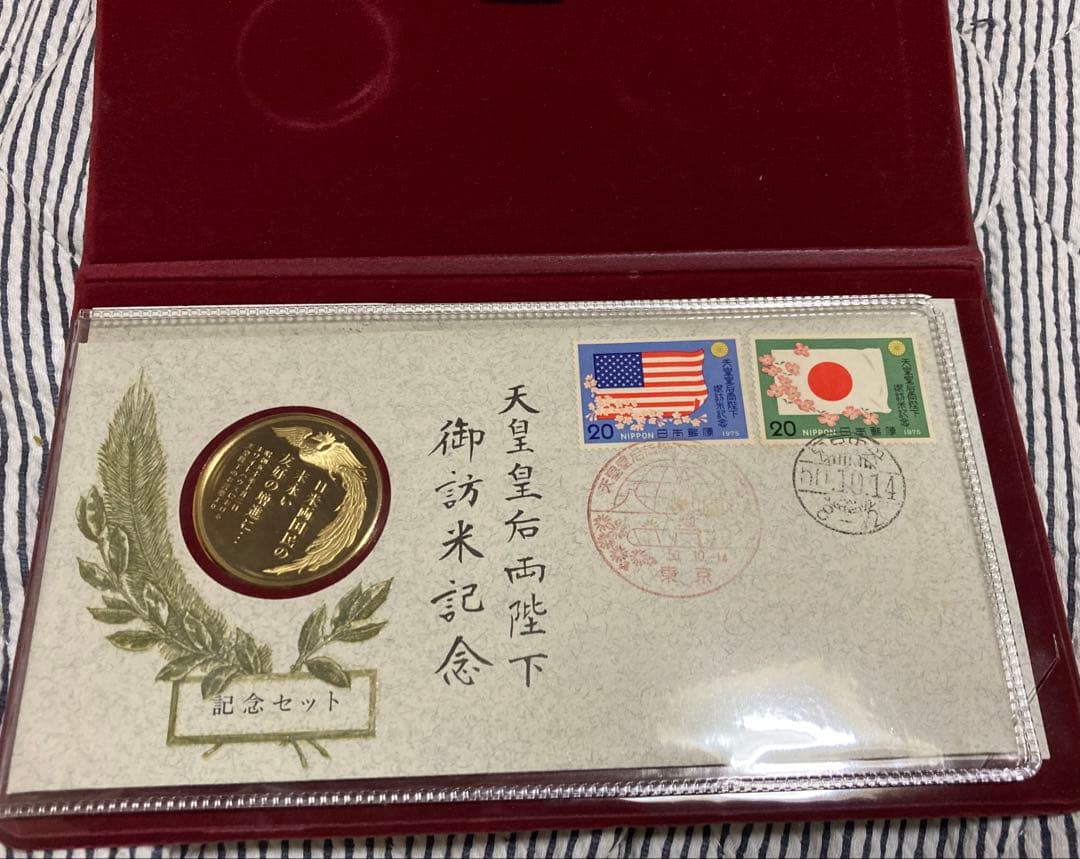 天皇皇后両陛下
御訪米記念
日米両国民の
末永い
友好の増進に…
記念セット
天皇皇后両陛下
御訪米記念
20 NIPPON 日本郵便 1975
天皇皇后両陛下
御訪米記念
20 NIPPON 日本郵便 1975
50.10.14
東京
50.10.14